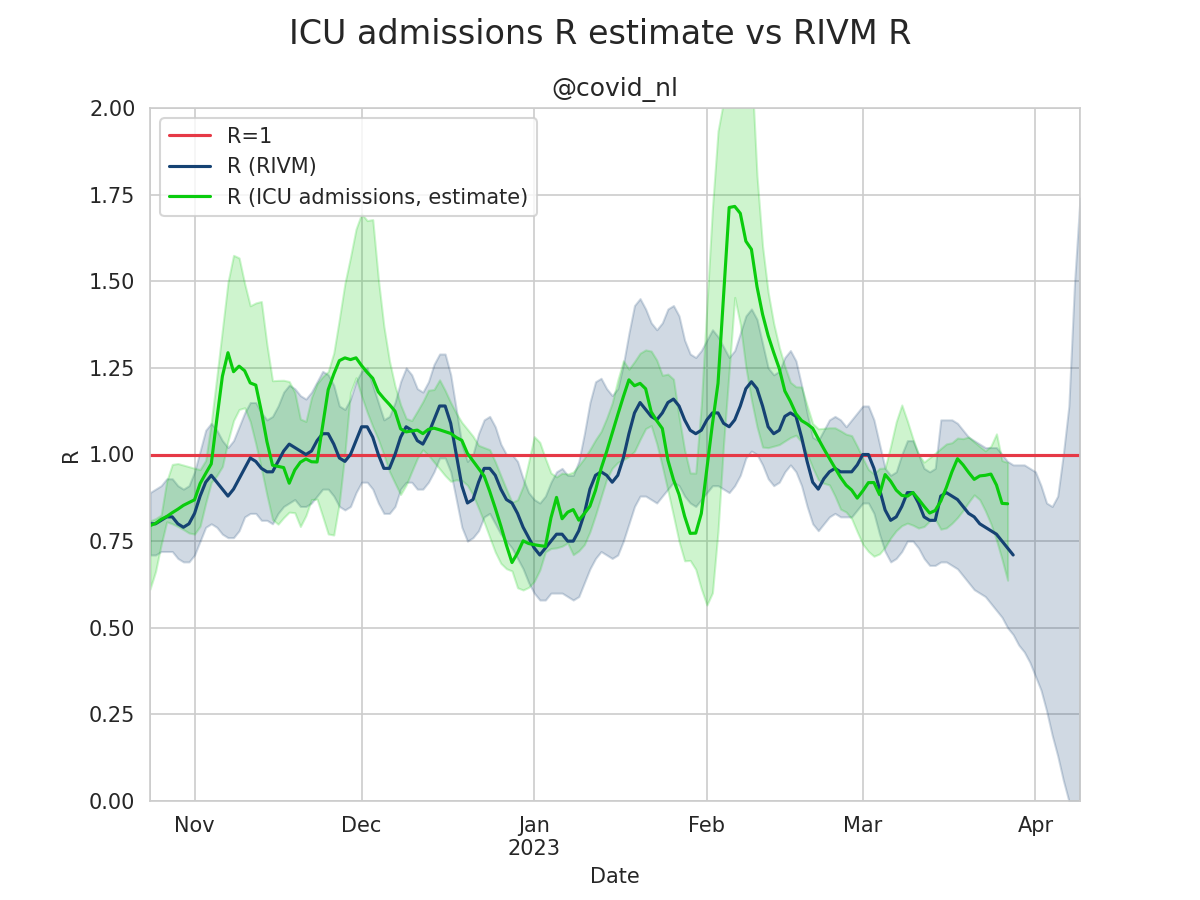 ICU admissions R estimate vs RIVM R
@covid_nl
R=1
R (RIVM)
R (ICU admissions, estimate)
2.00
1.75
1.50
1.25
1.00
0.75
0.50
0.25
0.00
R
Nov Dec Jan Feb Mar Apr
2023
Date